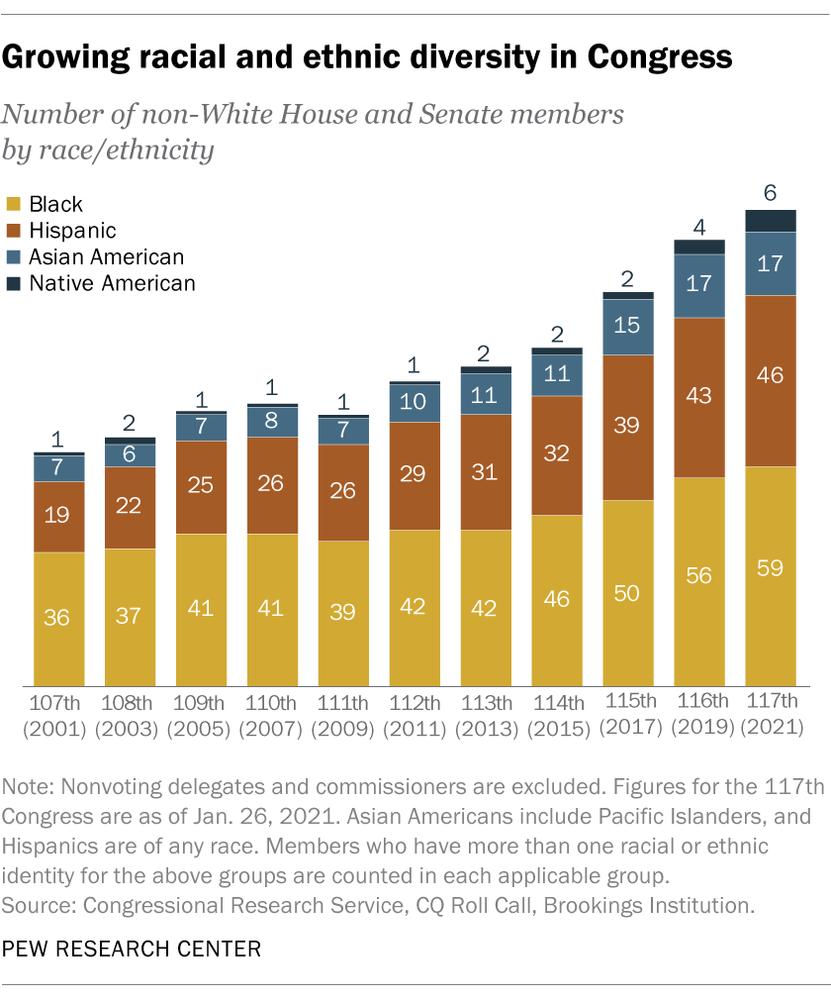 Growing racial and ethnic diversity in Congress
Number of non-White House and Senate members
by race/ethnicity
Black
Hispanic
Asian American
Native American
1 2 1 1 1 1 2 2 2 4 6
7 6 7 8 7 10 11 11 15 17 17
19 22 25 26 26 29 31 32 39 43 46
36 37 41 41 39 42 42 46 50 56 59
107th 108th 109th 110th 111th 112th 113th 114th 115th 116th 117th
(2001) (2003) (2005) (2007) (2009) (2011) (2013) (2015) (2017) (2019) (2021)
Note: Nonvoting delegates and commissioners are excluded. Figures for the 117th
Congress are as of Jan. 26, 2021. Asian Americans include Pacific Islanders, and
Hispanics are of any race. Members who have more than one racial or ethnic
identity for the above groups are counted in each applicable group.
Source: Congressional Research Service, CQ Roll Call, Brookings Institution.
PEW RESEARCH CENTER